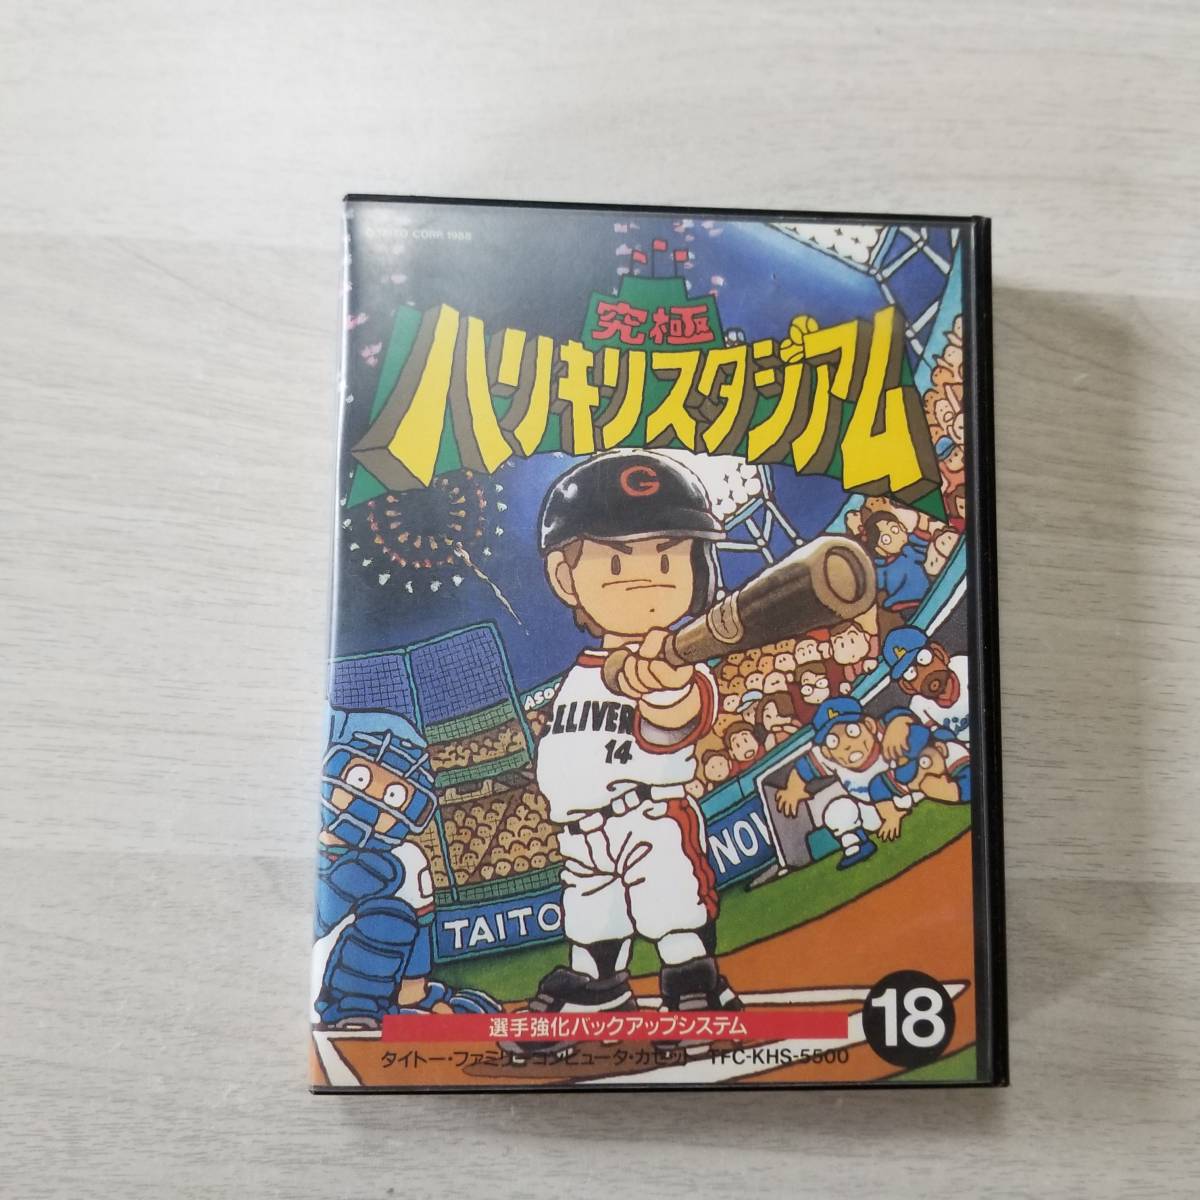 ©TAITO CORP. 1988
究極
ハリキリスタジアム
G
LLIVER
14
TAITO
NOV
選手強化バックアップシステム
18
タイトー・ファミリーコンピュータ・カセット TFC-KHS-5500